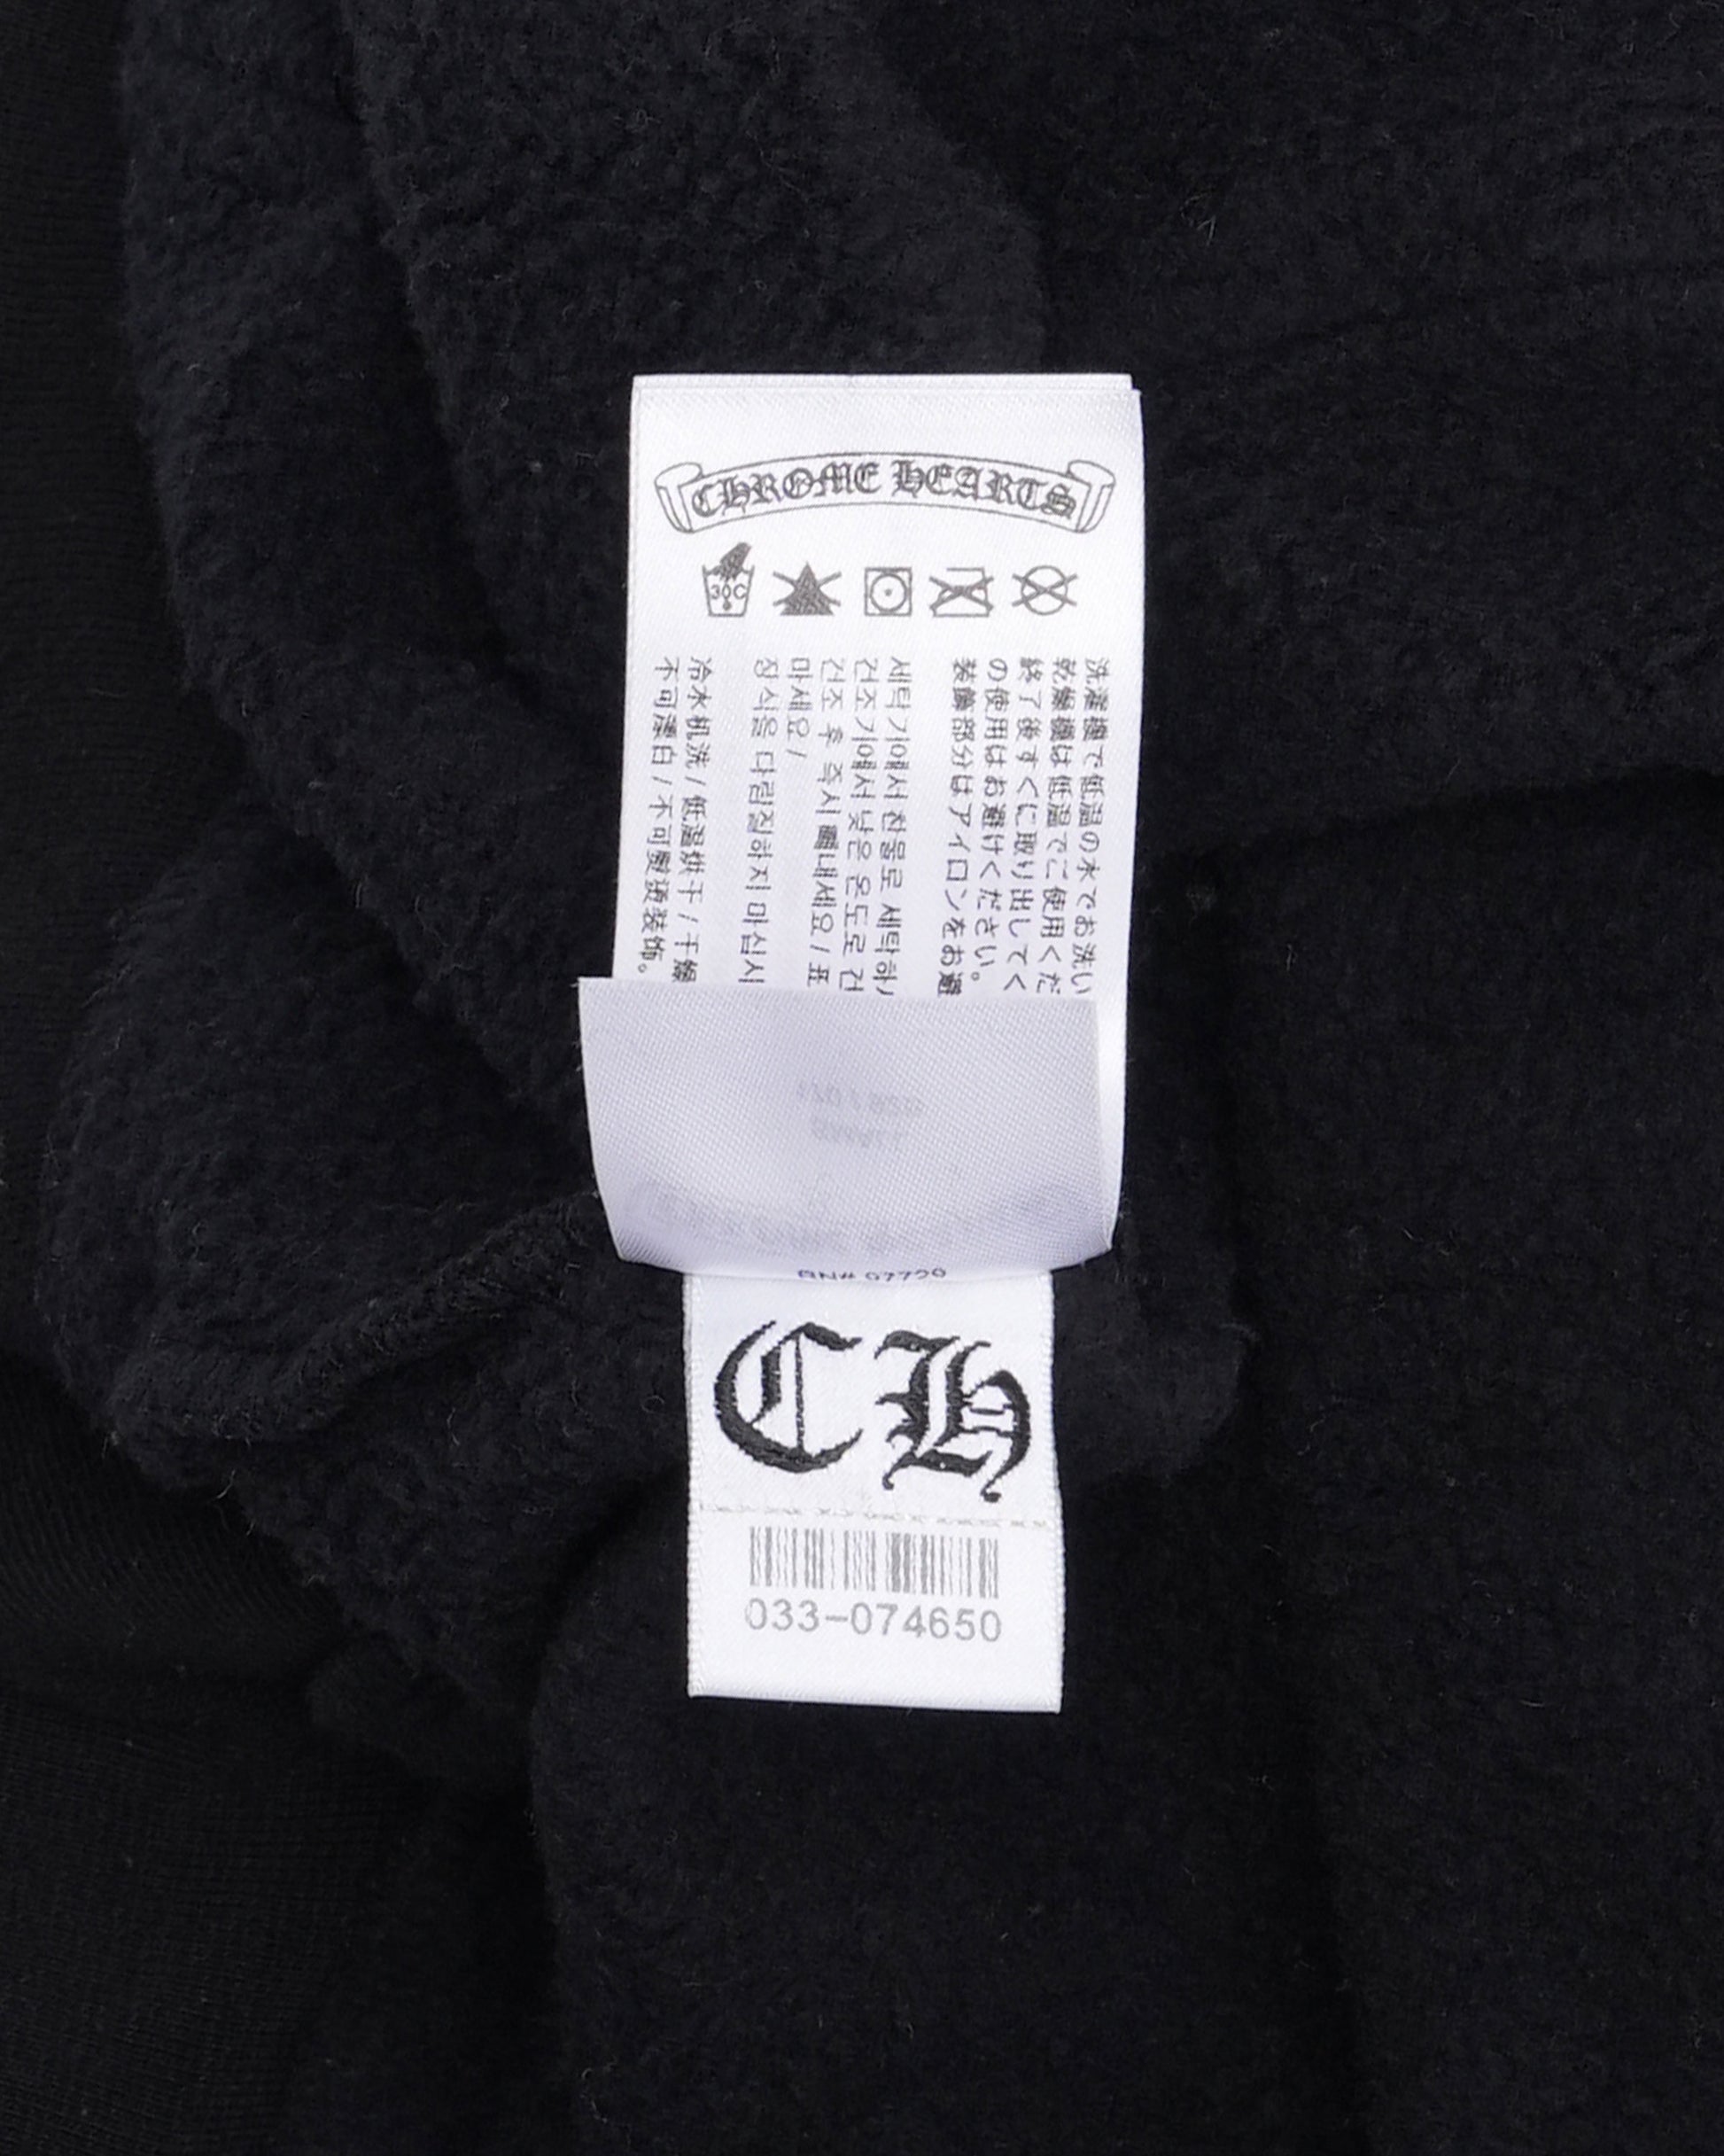 CHROME HEARTS
30C
洗濯機で低温の水でお洗い
乾燥機は低温でご使用くだ
終了後すぐに取り出してく
の使用はお避けください。
装飾部分はアイロンをお避
세탁기에서 찬물로 세탁하
건조기에서 낮은 온도로 건
건조 후 즉시 빼내세요/ 표
마세요/
장식을 다림질하지 마십시
冷水机洗/低温烘干/干燥
不可漂白/不可熨烫装饰。
CH
033-074650